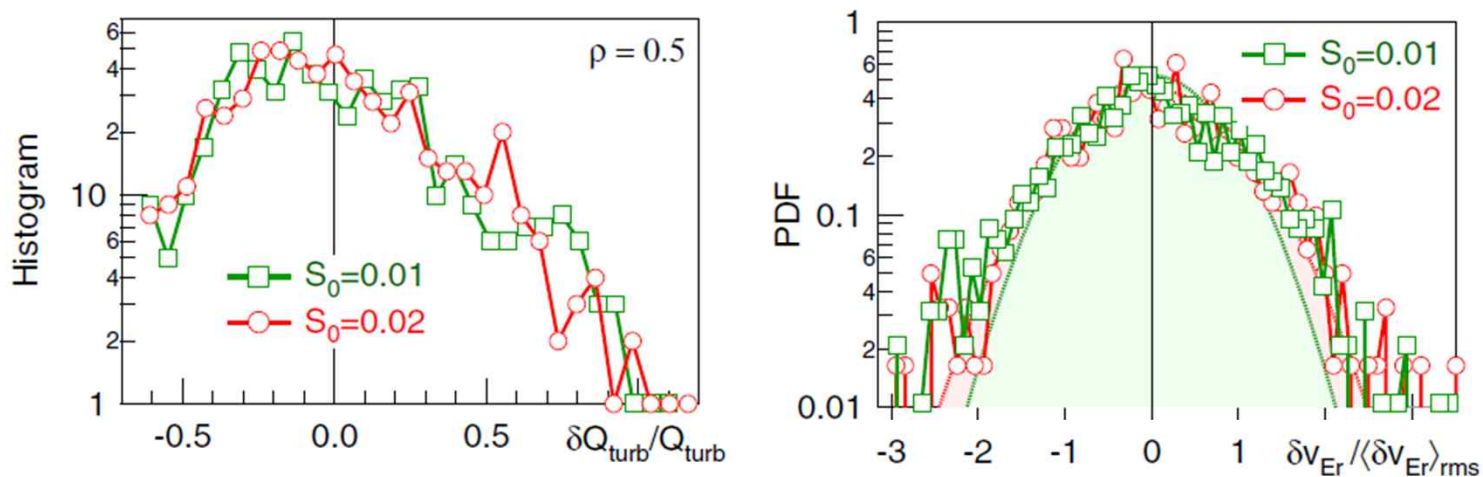 Histogram
6
4
2
10
6
4
2
1
ρ = 0.5
S₀=0.01
S₀=0.02
-0.5
0.0
0.5
δQturb/Qturb
PDF
1
6
4
2
0.1
6
4
2
0.01
S₀=0.01
S₀=0.02
-3
-2
-1
0
1
δvEr /⟨δvEr⟩rms